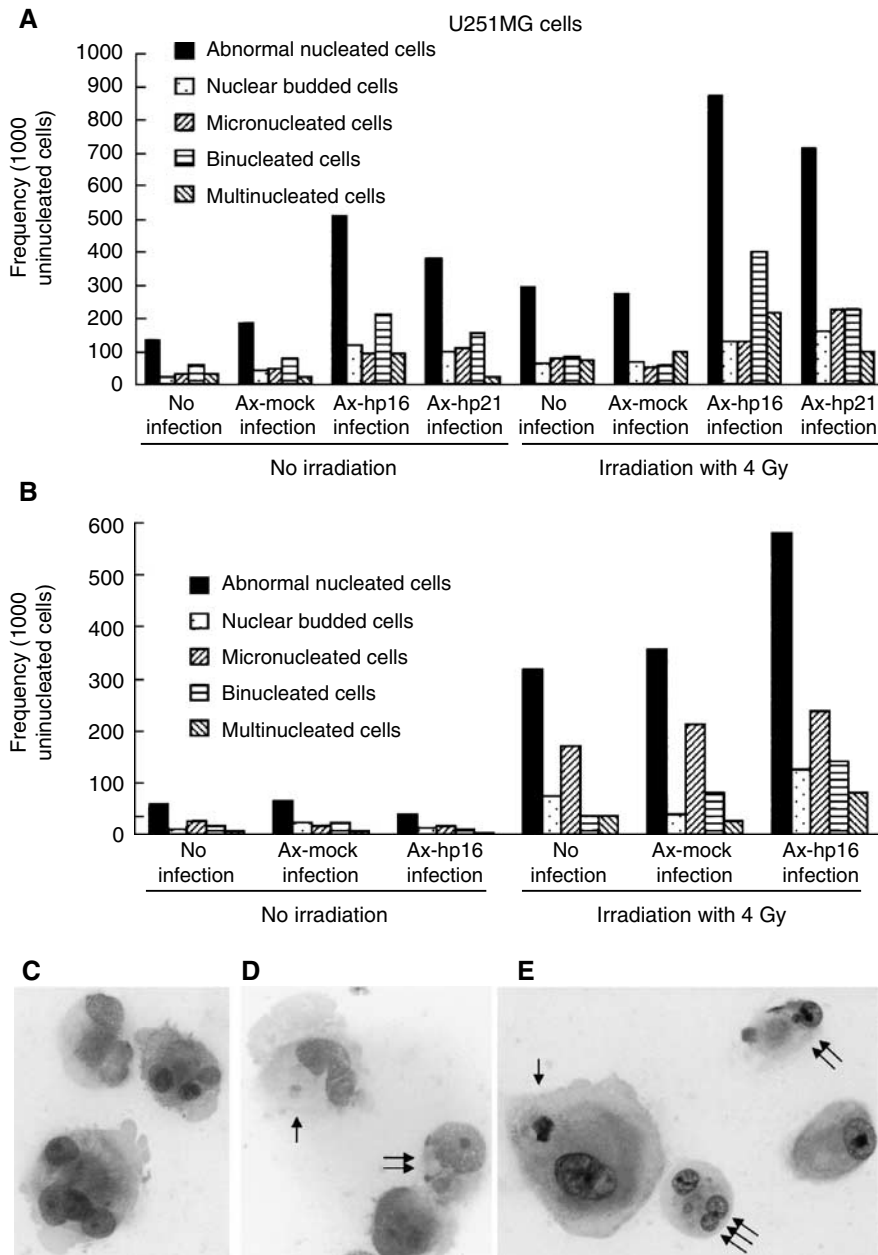 A
U251MG cells
Frequency (1000
uninucleated cells)
1000
900
800
700
600
500
400
300
200
100
0
Abnormal nucleated cells
Nuclear budded cells
Micronucleated cells
Binucleated cells
Multinucleated cells
No
infection
Ax-mock
infection
Ax-hp16
infection
Ax-hp21
infection
No
infection
Ax-mock
infection
Ax-hp16
infection
Ax-hp21
infection
No irradiation
Irradiation with 4 Gy
B
Frequency (1000
uninucleated cells)
600
500
400
300
200
100
0
Abnormal nucleated cells
Nuclear budded cells
Micronucleated cells
Binucleated cells
Multinucleated cells
No
infection
Ax-mock
infection
Ax-hp16
infection
No
infection
Ax-mock
infection
Ax-hp16
infection
No irradiation
Irradiation with 4 Gy
C
D
E